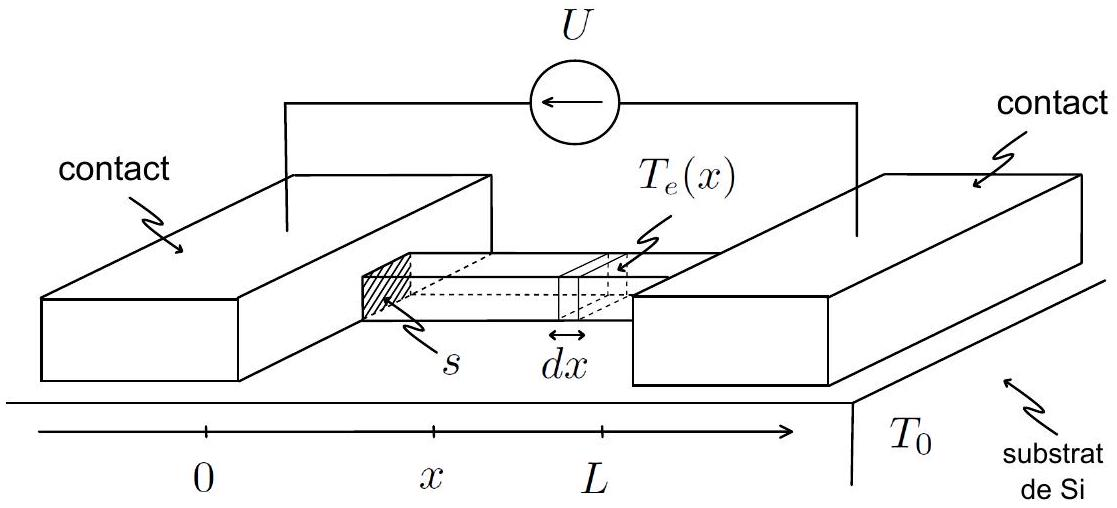 U
contact
contact
T_e(x)
s
dx
T_0
0
x
L
substrat
de Si